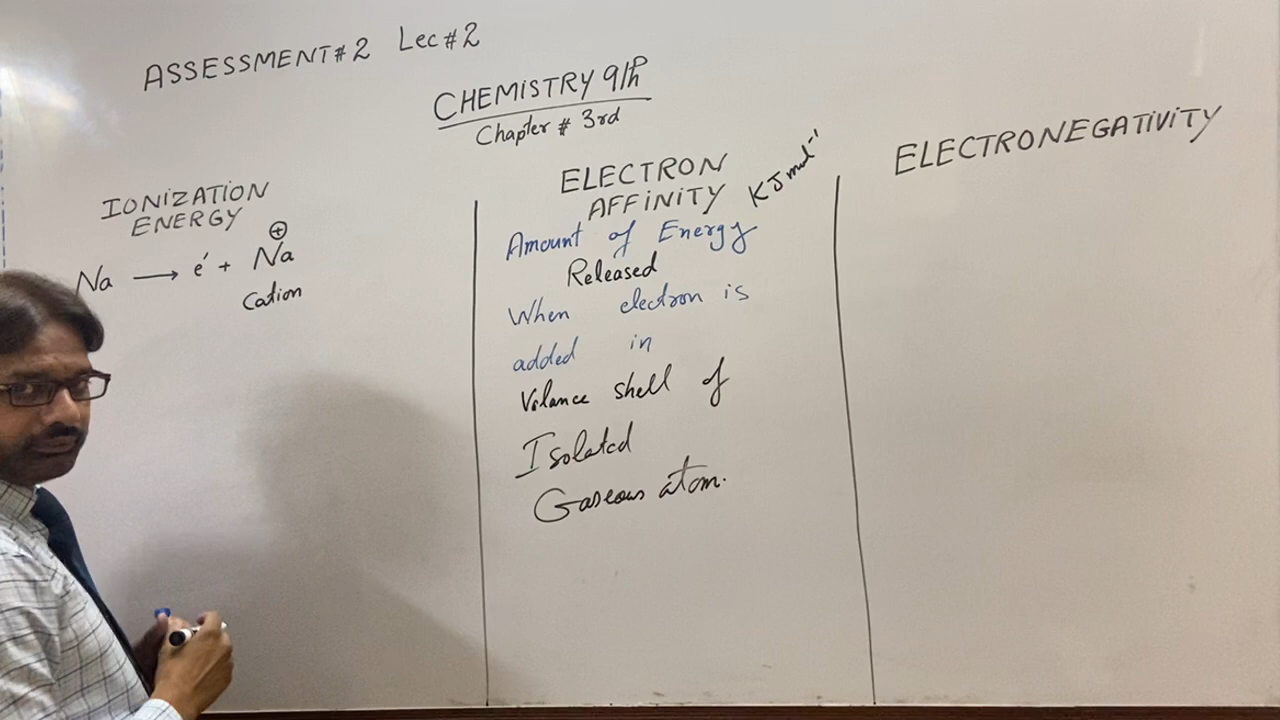 ASSESSMENT#2 Lec#2
CHEMISTRY 9th
Chapter # 3rd
IONIZATION
ENERGY
Na ⟶ e' + Na ⊕
Cation
ELECTRON
AFFINITY KJmol⁻¹
Amount of Energy
Released
When electron is
added in
Valance shell of
Isolated
Gaseous atom.
ELECTRONEGATIVITY